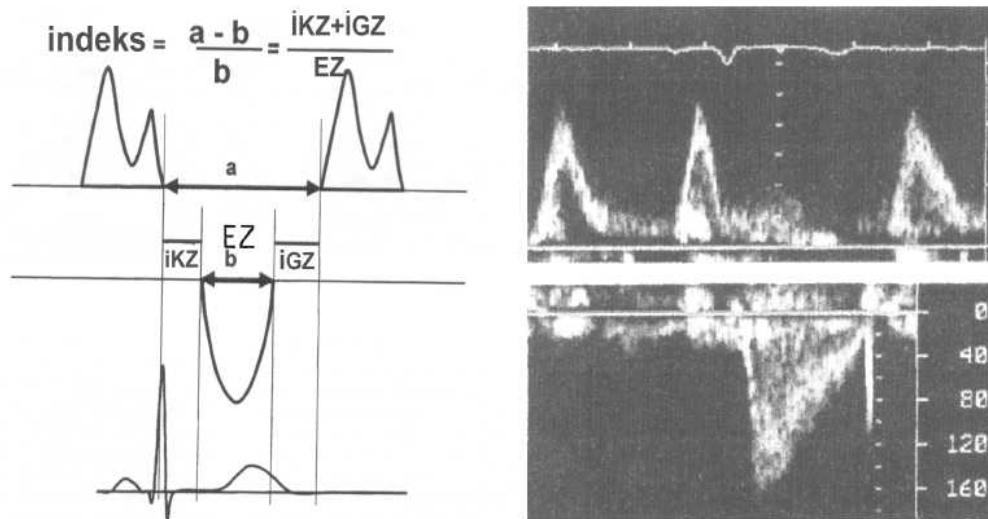 indeks = a - b / b = İKZ+İGZ / EZ
a
EZ
iKZ b iGZ
0
40
80
120
160